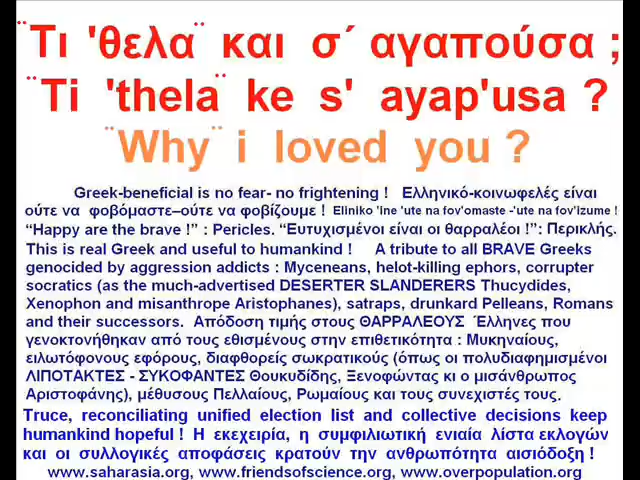 ¨Τι 'θελα¨ και σ΄ αγαπούσα ;
¨Ti 'thela¨ ke s' ayap'usa ?
¨Why¨ i loved you ?
Greek-beneficial is no fear- no frightening ! Ελληνικό-κοινωφελές είναι
ούτε να φοβόμαστε–ούτε να φοβίζουμε ! Eliniko 'ine 'ute na fov'omaste -'ute na fov'izume !
“Happy are the brave !” : Pericles. “Ευτυχισμένοι είναι οι θαρραλέοι !”: Περικλής.
This is real Greek and useful to humankind ! A tribute to all BRAVE Greeks
genocided by aggression addicts : Myceneans, helot-killing ephors, corrupter
socratics (as the much-advertised DESERTER SLANDERERS Thucydides,
Xenophon and misanthrope Aristophanes), satraps, drunkard Pelleans, Romans
and their successors. Απόδοση τιμής στους ΘΑΡΡΑΛΕΟΥΣ Έλληνες που
γενοκτονήθηκαν από τους εθισμένους στην επιθετικότητα : Μυκηναίους,
ειλωτόφονους εφόρους, διαφθορείς σωκρατικούς (όπως οι πολυδιαφημισμένοι
ΛΙΠΟΤΑΚΤΕΣ - ΣΥΚΟΦΑΝΤΕΣ Θουκυδίδης, Ξενοφώντας κι ο μισάνθρωπος
Αριστοφάνης), μέθυσους Πελλαίους, Ρωμαίους και τους συνεχιστές τους.
Truce, reconciliating unified election list and collective decisions keep
humankind hopeful ! Η εκεχειρία, η συμφιλιωτική ενιαία λίστα εκλογών
και οι συλλογικές αποφάσεις κρατούν την ανθρωπότητα αισιόδοξη !
www.saharasia.org, www.friendsofscience.org, www.overpopulation.org